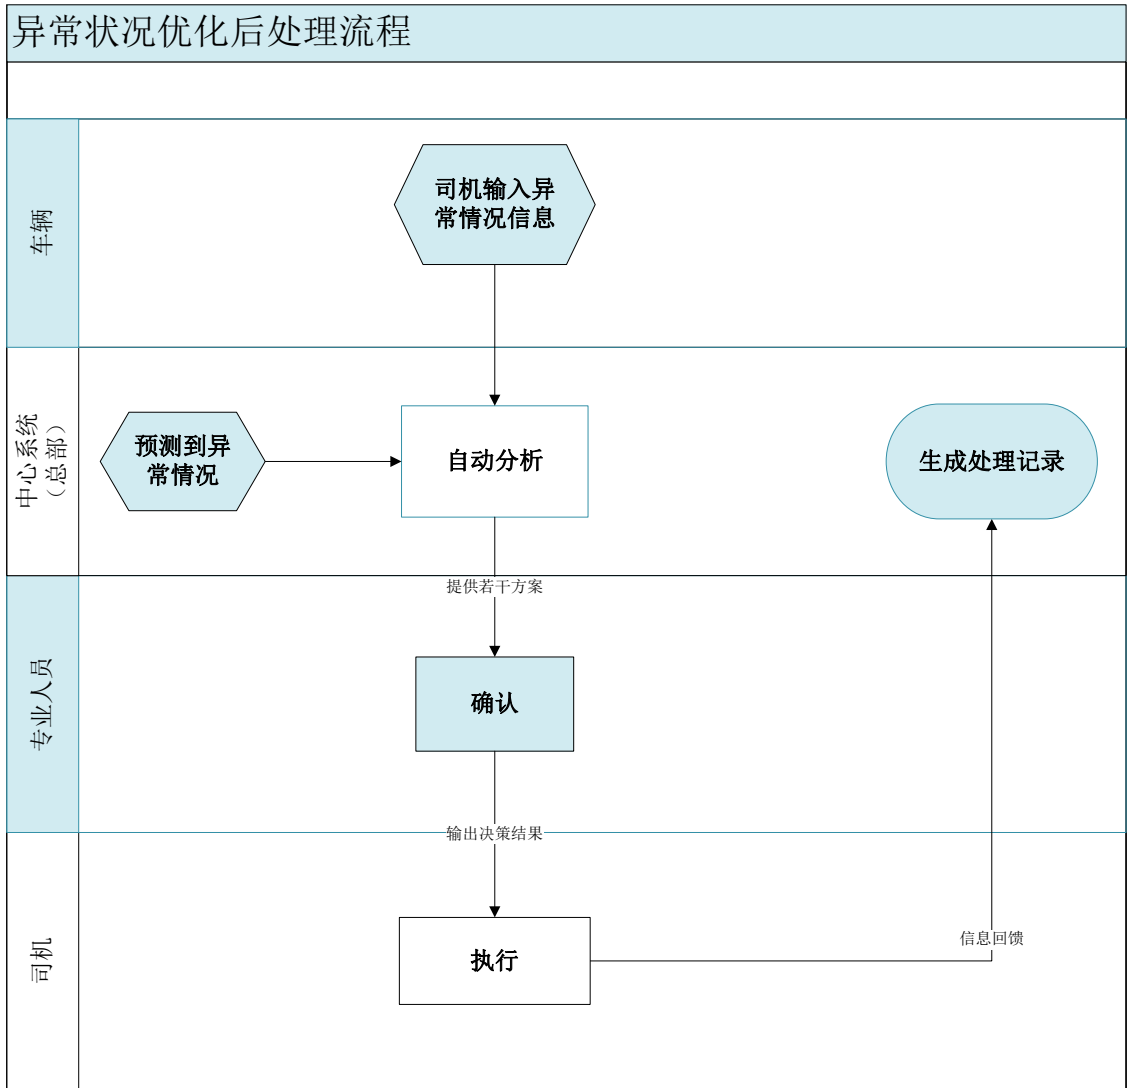 异常状况优化后处理流程
车辆
司机输入异
常情况信息
中心系统
（总部）
预测到异
常情况
自动分析
生成处理记录
提供若干方案
专业人员
确认
输出决策结果
司机
执行
信息回馈